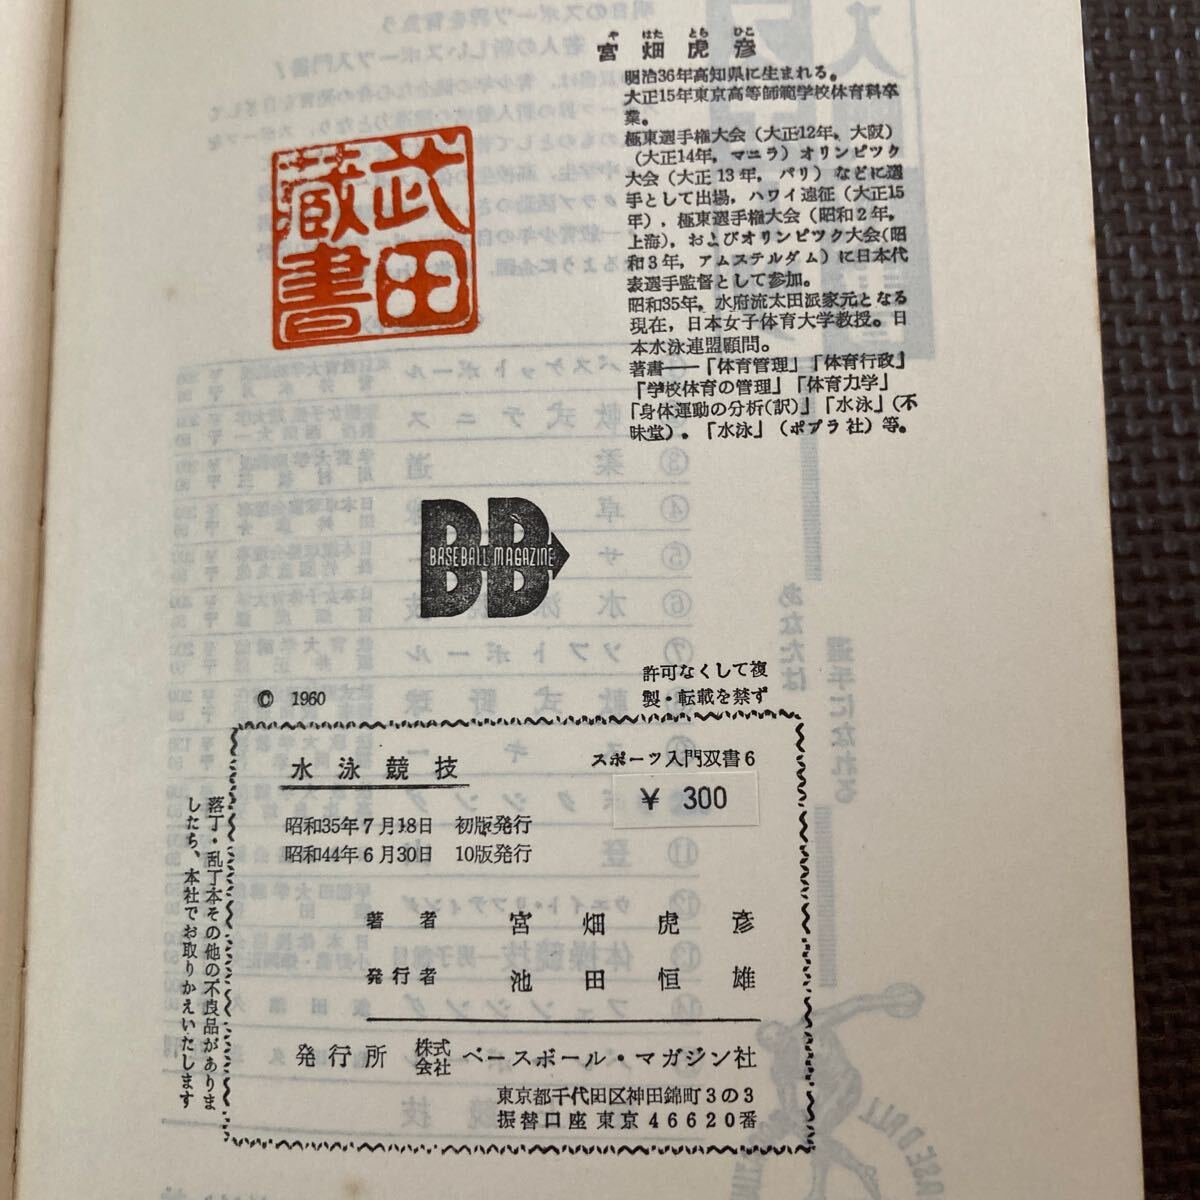 や はた とら ひこ
宮畑虎彦
明治36年高知県に生まれる。
大正15年東京高等師範学校体育科卒
業。
極東選手権大会（大正12年，大阪）
（大正14年，マニラ）オリンピック
大会（大正13年，パリ）などに選
手として出場，ハワイ遠征（大正15
年），極東選手権大会（昭和2年，
上海），およびオリンピック大会（昭
和3年，アムステルダム）に日本代
表選手監督として参加。
昭和35年，水府流太田派家元となる
現在，日本女子体育大学教授。日
本水泳連盟顧問。
著書――「体育管理」「体育行政」
「学校体育の管理」「体育力学」
「身体運動の分析（訳）」「水泳」（不
昧堂）．「水泳」（ポプラ社）等。
武田
蔵書
BB
BASEBALL MAGAZINE
許可なくして複
製・転載を禁ず
© 1960
水泳競技
スポーツ入門双書6
¥ 300
昭和35年7月18日 初版発行
昭和44年6月30日 10版発行
著者 宮畑虎彦
発行者 池田恒雄
発行所 株式会社 ベースボール・マガジン社
東京都千代田区神田錦町3の3
振替口座 東京 46620番
落丁・乱丁本その他の不良品がありま
したら、本社でお取りかえいたします